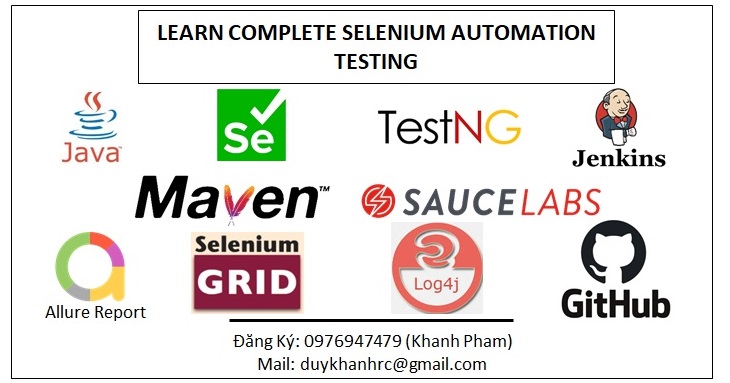 LEARN COMPLETE SELENIUM AUTOMATION
TESTING
Java
Se
TestNG
Jenkins
Maven™
SAUCELABS
Allure Report
Selenium
GRID
Log4j
GitHub
Đăng Ký: 0976947479 (Khanh Pham)
Mail: duykhanhrc@gmail.com